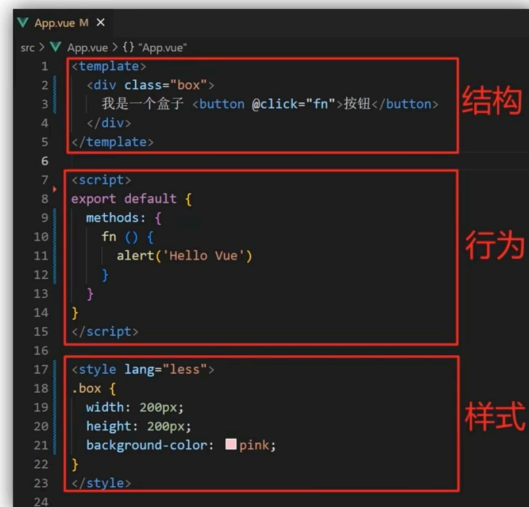 App.vue M ×
src > App.vue > {} "App.vue"
1 <template>
2 <div class="box">
3 我是一个盒子 <button @click="fn">按钮</button>
4 </div>
5 </template>
结构
6
7 <script>
8 export default {
9 methods: {
10 fn () {
11 alert('Hello Vue')
12 }
13 }
14 }
15 </script>
行为
16
17 <style lang="less">
18 .box {
19 width: 200px;
20 height: 200px;
21 background-color: pink;
22 }
23 </style>
样式
24